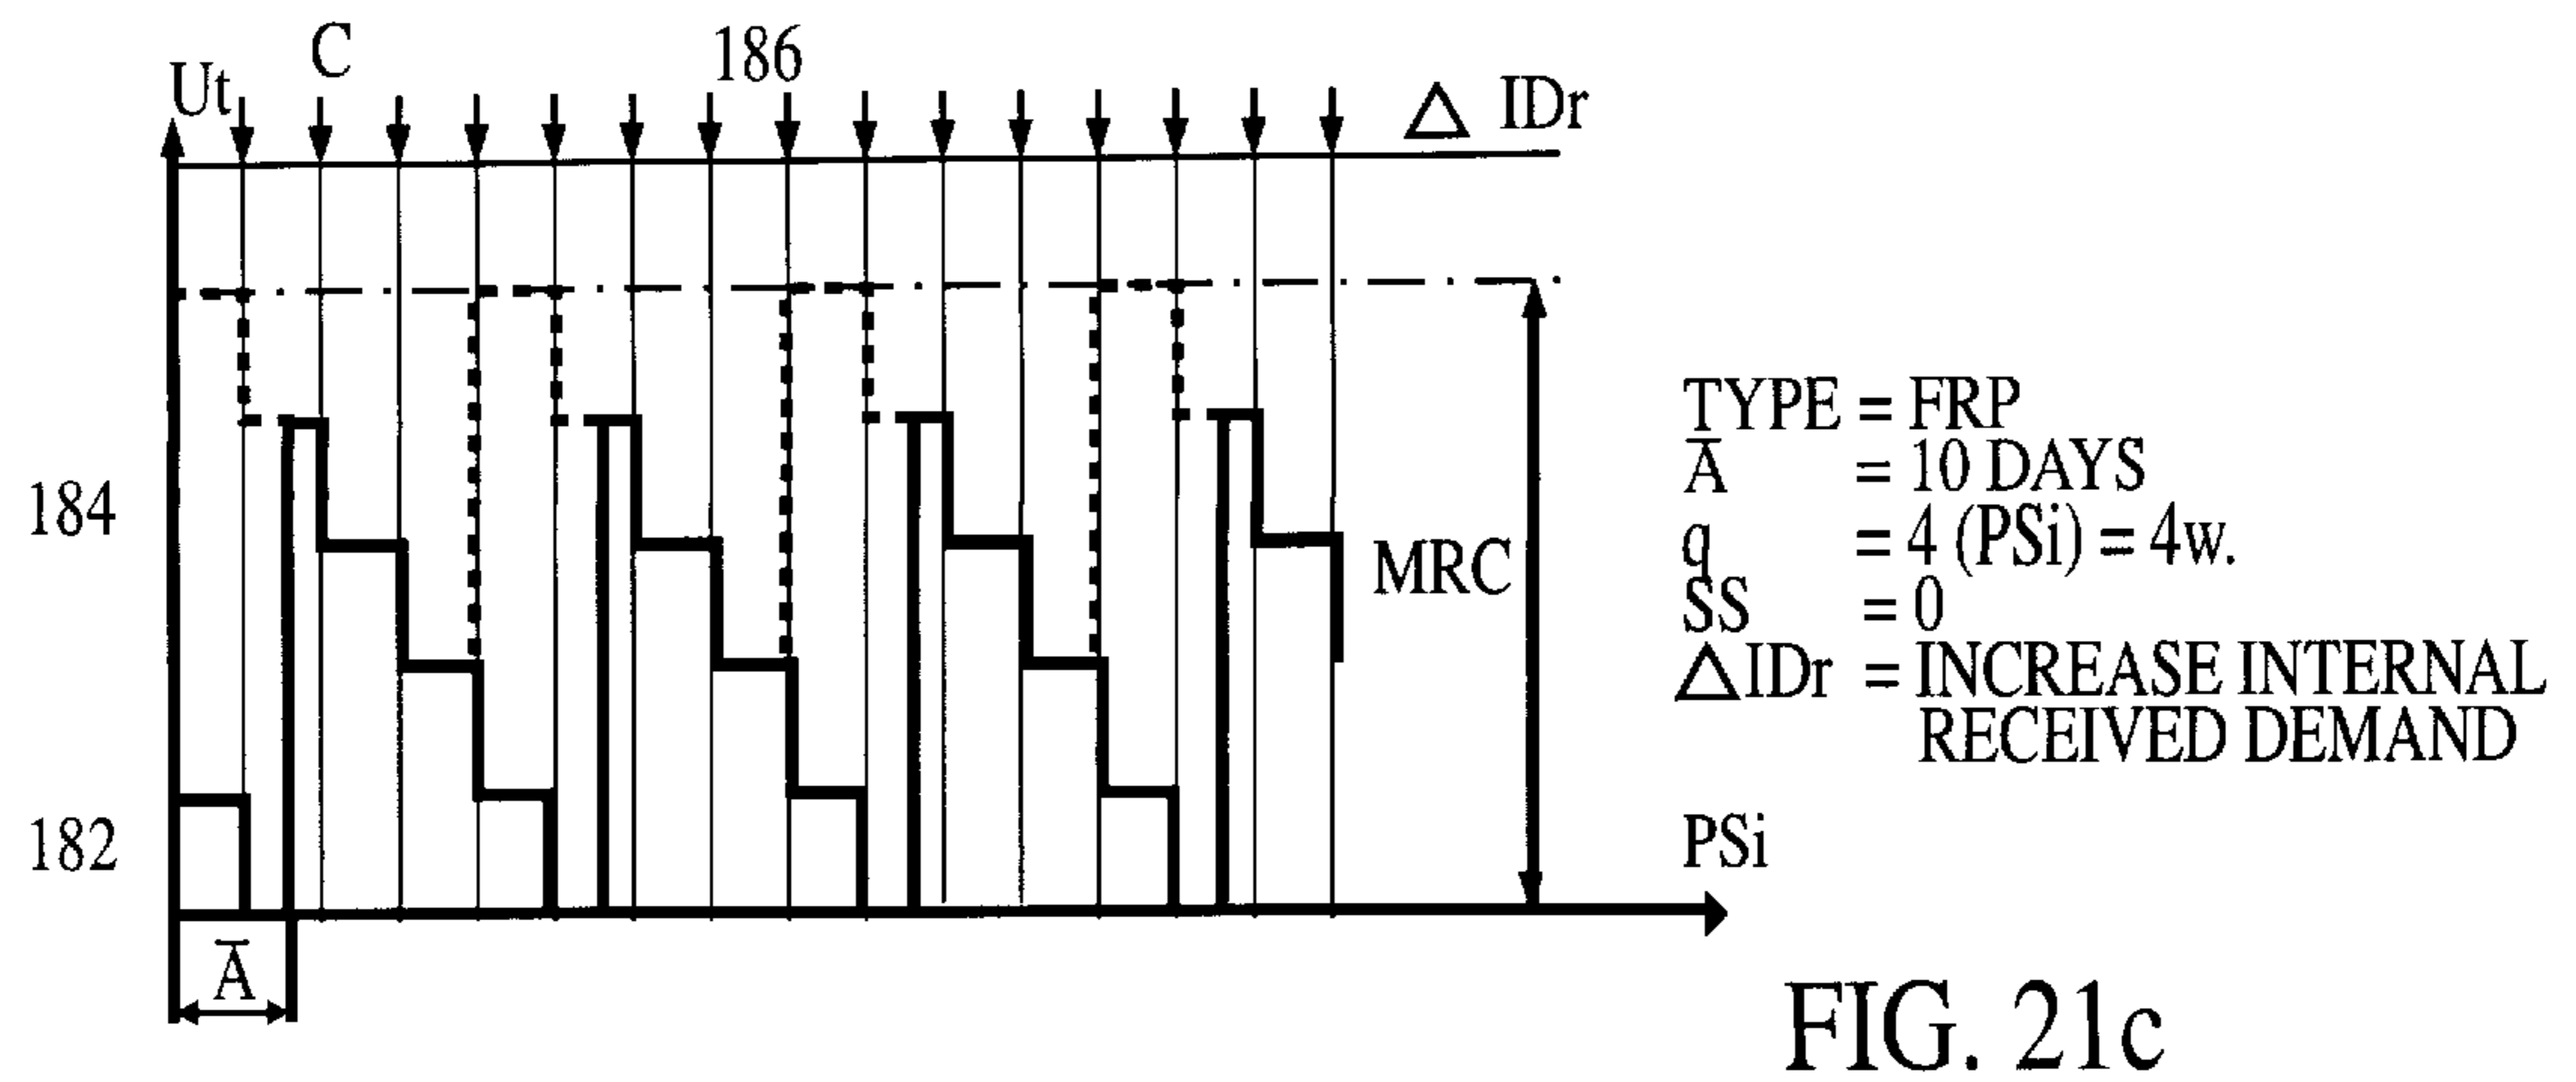 Ut C 186 △ IDr
TYPE = FRP
Ā = 10 DAYS
184 q = 4 (PSi) = 4w.
MRC
SS = 0
△IDr = INCREASE INTERNAL
RECEIVED DEMAND
182 PSi
Ā
FIG. 21c